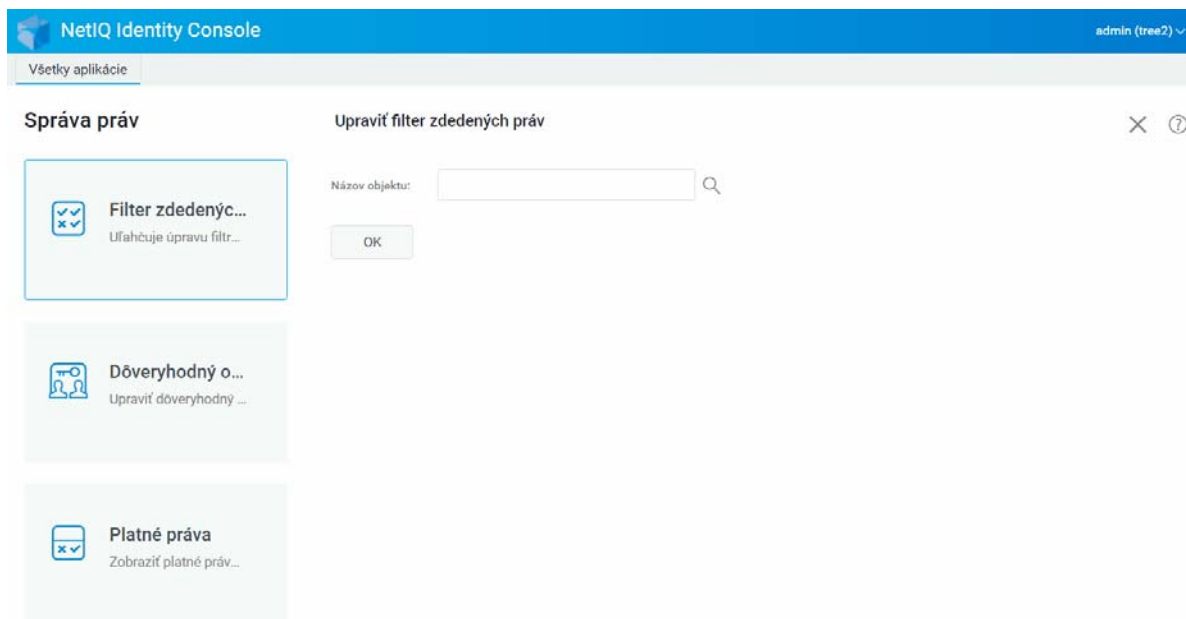 NetIQ Identity Console
admin (tree2)
Všetky aplikácie
Správa práv
Upraviť filter zdedených práv
Filter zdedenýc...
Uľahčuje úpravu filtr...
Názov objektu:
OK
Dôveryhodný o...
Upraviť dôveryhodný ...
Platné práva
Zobraziť platné práv...